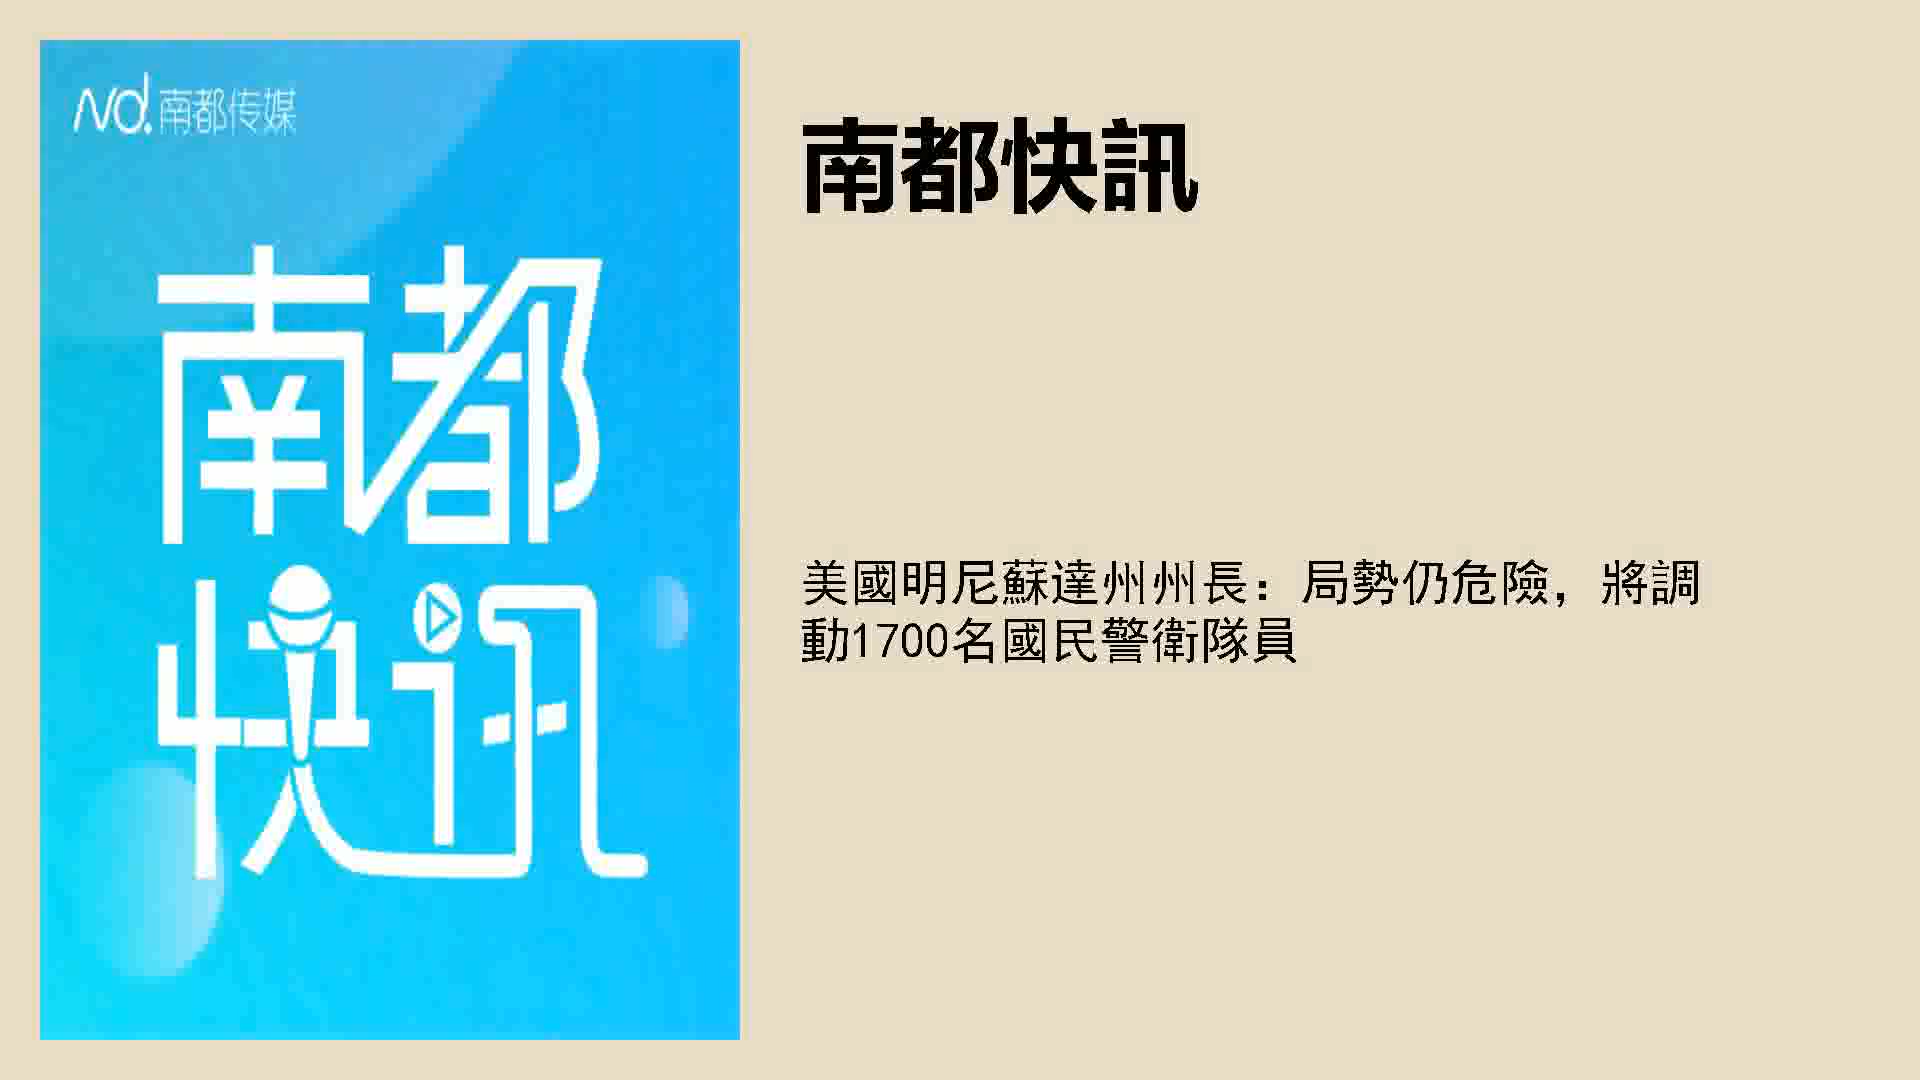 Nd.南都传媒
南都
快讯
南都快訊
美國明尼蘇達州州長：局勢仍危險，將調
動1700名國民警衛隊員